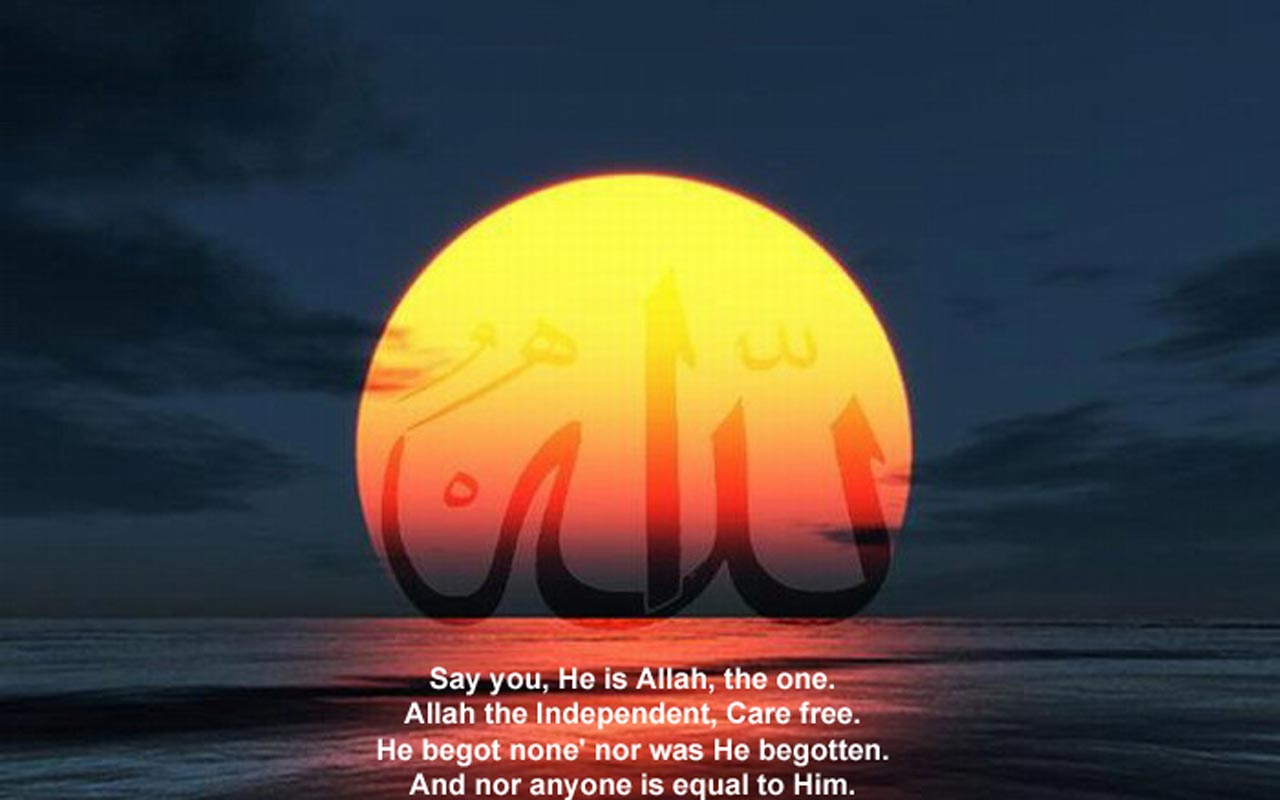 الله
Say you, He is Allah, the one.
Allah the Independent, Care free.
He begot none' nor was He begotten.
And nor anyone is equal to Him.